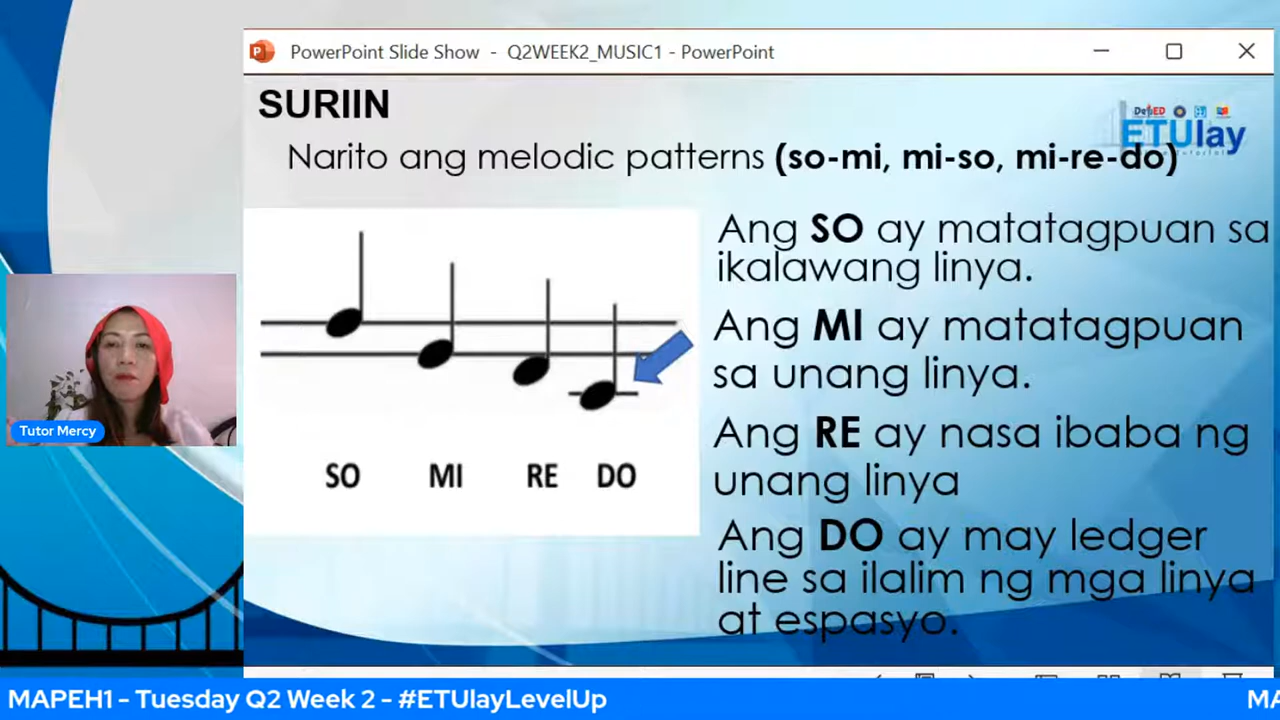 PowerPoint Slide Show - Q2WEEK2_MUSIC1 - PowerPoint
SURIIN
DepED
ETUlay
Narito ang melodic patterns (so-mi, mi-so, mi-re-do)
Ang SO ay matatagpuan sa
ikalawang linya.
Ang MI ay matatagpuan
sa unang linya.
Ang RE ay nasa ibaba ng
unang linya
Ang DO ay may ledger
line sa ilalim ng mga linya
at espasyo.
SO MI RE DO
Tutor Mercy
MAPEH1 - Tuesday Q2 Week 2 - #ETUlayLevelUp
MA